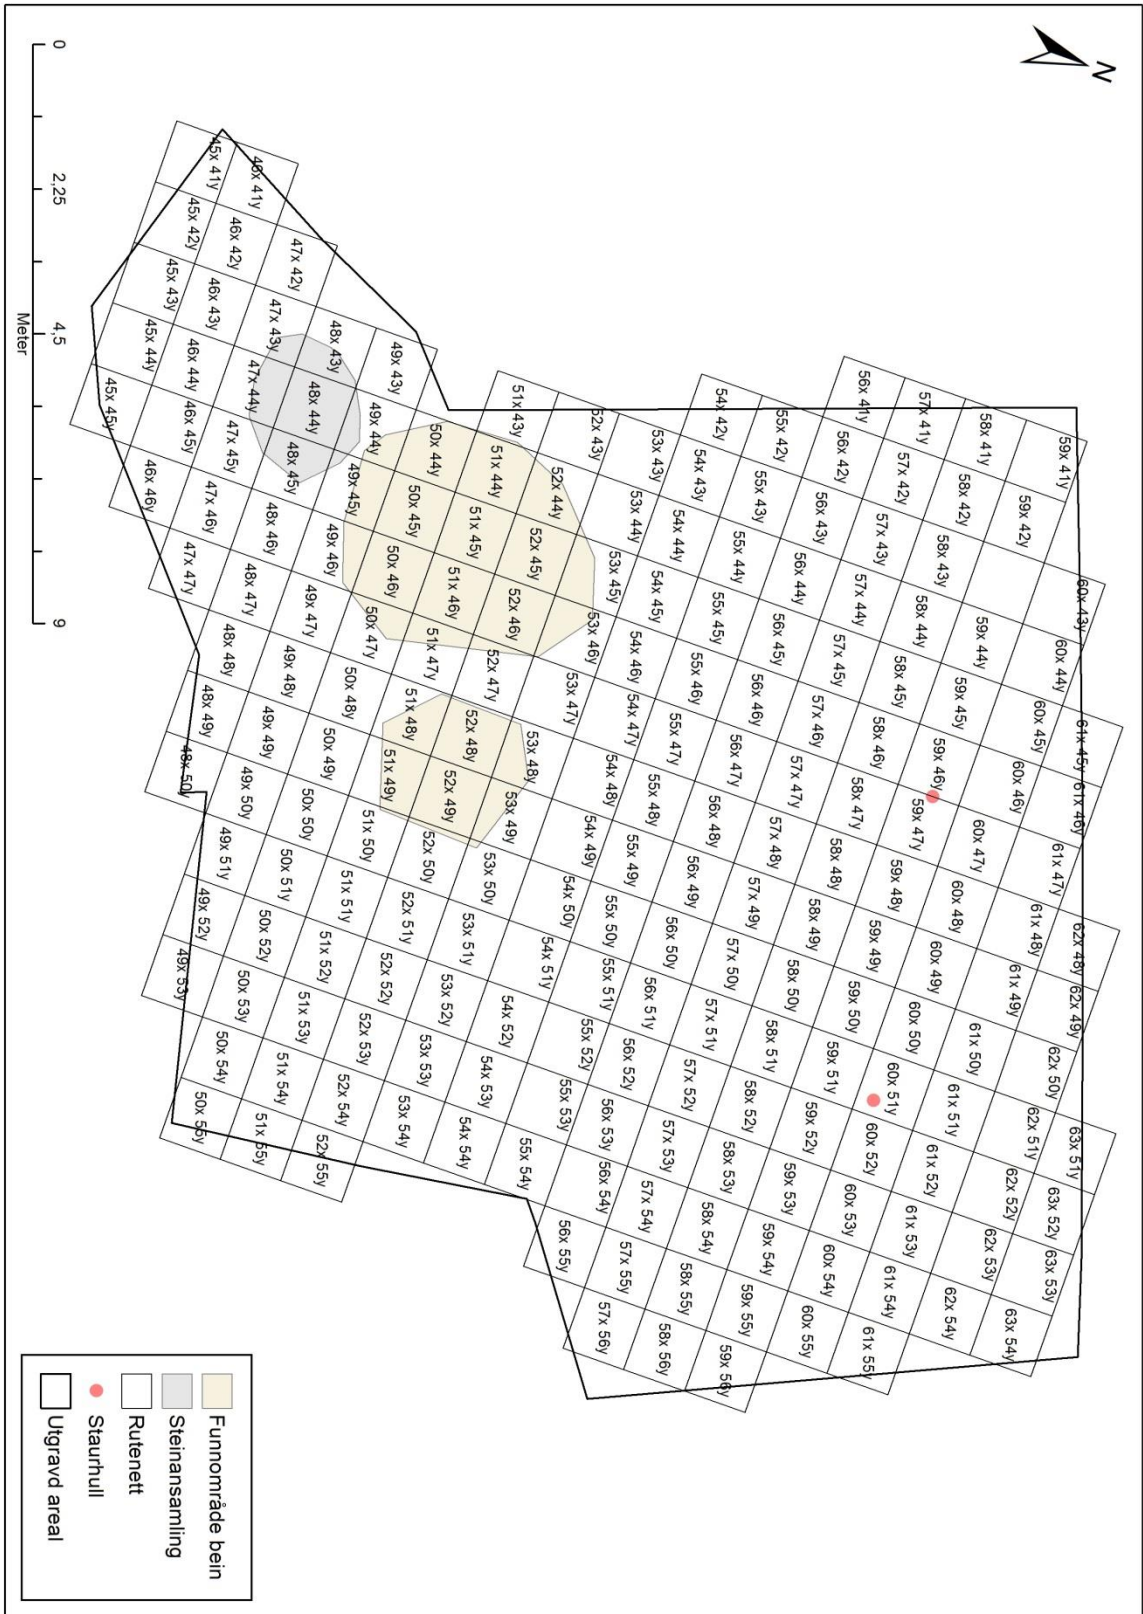 N
63x 51y 63x 52y 63x 53y 63x 54y
62x 48y 62x 49y 62x 50y 62x 51y 62x 52y 62x 53y 62x 54y
61x 45y 61x 46y 61x 47y 61x 48y 61x 49y 61x 50y 61x 51y 61x 52y 61x 53y 61x 54y 61x 55y
60x 43y 60x 44y 60x 45y 60x 46y 60x 47y 60x 48y 60x 49y 60x 50y 60x 51y 60x 52y 60x 53y 60x 54y 60x 55y
59x 41y 59x 42y 59x 44y 59x 45y 59x 46y 59x 47y 59x 48y 59x 49y 59x 50y 59x 51y 59x 52y 59x 53y 59x 54y 59x 55y 59x 56y
58x 41y 58x 42y 58x 43y 58x 44y 58x 45y 58x 46y 58x 47y 58x 48y 58x 49y 58x 50y 58x 51y 58x 52y 58x 53y 58x 54y 58x 55y 58x 56y
57x 41y 57x 42y 57x 43y 57x 44y 57x 45y 57x 46y 57x 47y 57x 48y 57x 49y 57x 50y 57x 51y 57x 52y 57x 53y 57x 54y 57x 55y 57x 56y
56x 41y 56x 42y 56x 43y 56x 44y 56x 45y 56x 46y 56x 47y 56x 48y 56x 49y 56x 50y 56x 51y 56x 52y 56x 53y 56x 54y 56x 55y
55x 42y 55x 43y 55x 44y 55x 45y 55x 46y 55x 47y 55x 48y 55x 49y 55x 50y 55x 51y 55x 52y 55x 53y 55x 54y
54x 42y 54x 43y 54x 44y 54x 45y 54x 46y 54x 47y 54x 48y 54x 49y 54x 50y 54x 51y 54x 52y 54x 53y 54x 54y
53x 43y 53x 44y 53x 45y 53x 46y 53x 47y 53x 48y 53x 49y 53x 50y 53x 51y 53x 52y 53x 53y 53x 54y
52x 43y 52x 44y 52x 45y 52x 46y 52x 47y 52x 48y 52x 49y 52x 50y 52x 51y 52x 52y 52x 53y 52x 54y 52x 55y
51x 43y 51x 44y 51x 45y 51x 46y 51x 47y 51x 48y 51x 49y 51x 50y 51x 51y 51x 52y 51x 53y 51x 54y 51x 55y
50x 44y 50x 45y 50x 46y 50x 47y 50x 48y 50x 49y 50x 50y 50x 51y 50x 52y 50x 53y 50x 54y 50x 55y
49x 43y 49x 44y 49x 45y 49x 46y 49x 47y 49x 48y 49x 49y 49x 50y 49x 51y 49x 52y 49x 53y
48x 43y 48x 44y 48x 45y 48x 46y 48x 47y 48x 48y 48x 49y 48x 50y
47x 42y 47x 43y 47x 44y 47x 45y 47x 46y 47x 47y
46x 41y 46x 42y 46x 43y 46x 44y 46x 45y 46x 46y
45x 41y 45x 42y 45x 43y 45x 44y 45x 45y
0 2,25 4,5 9
Meter
Funnområde bein
Steinansamling
Rutenett
Staurhull
Utgravd areal